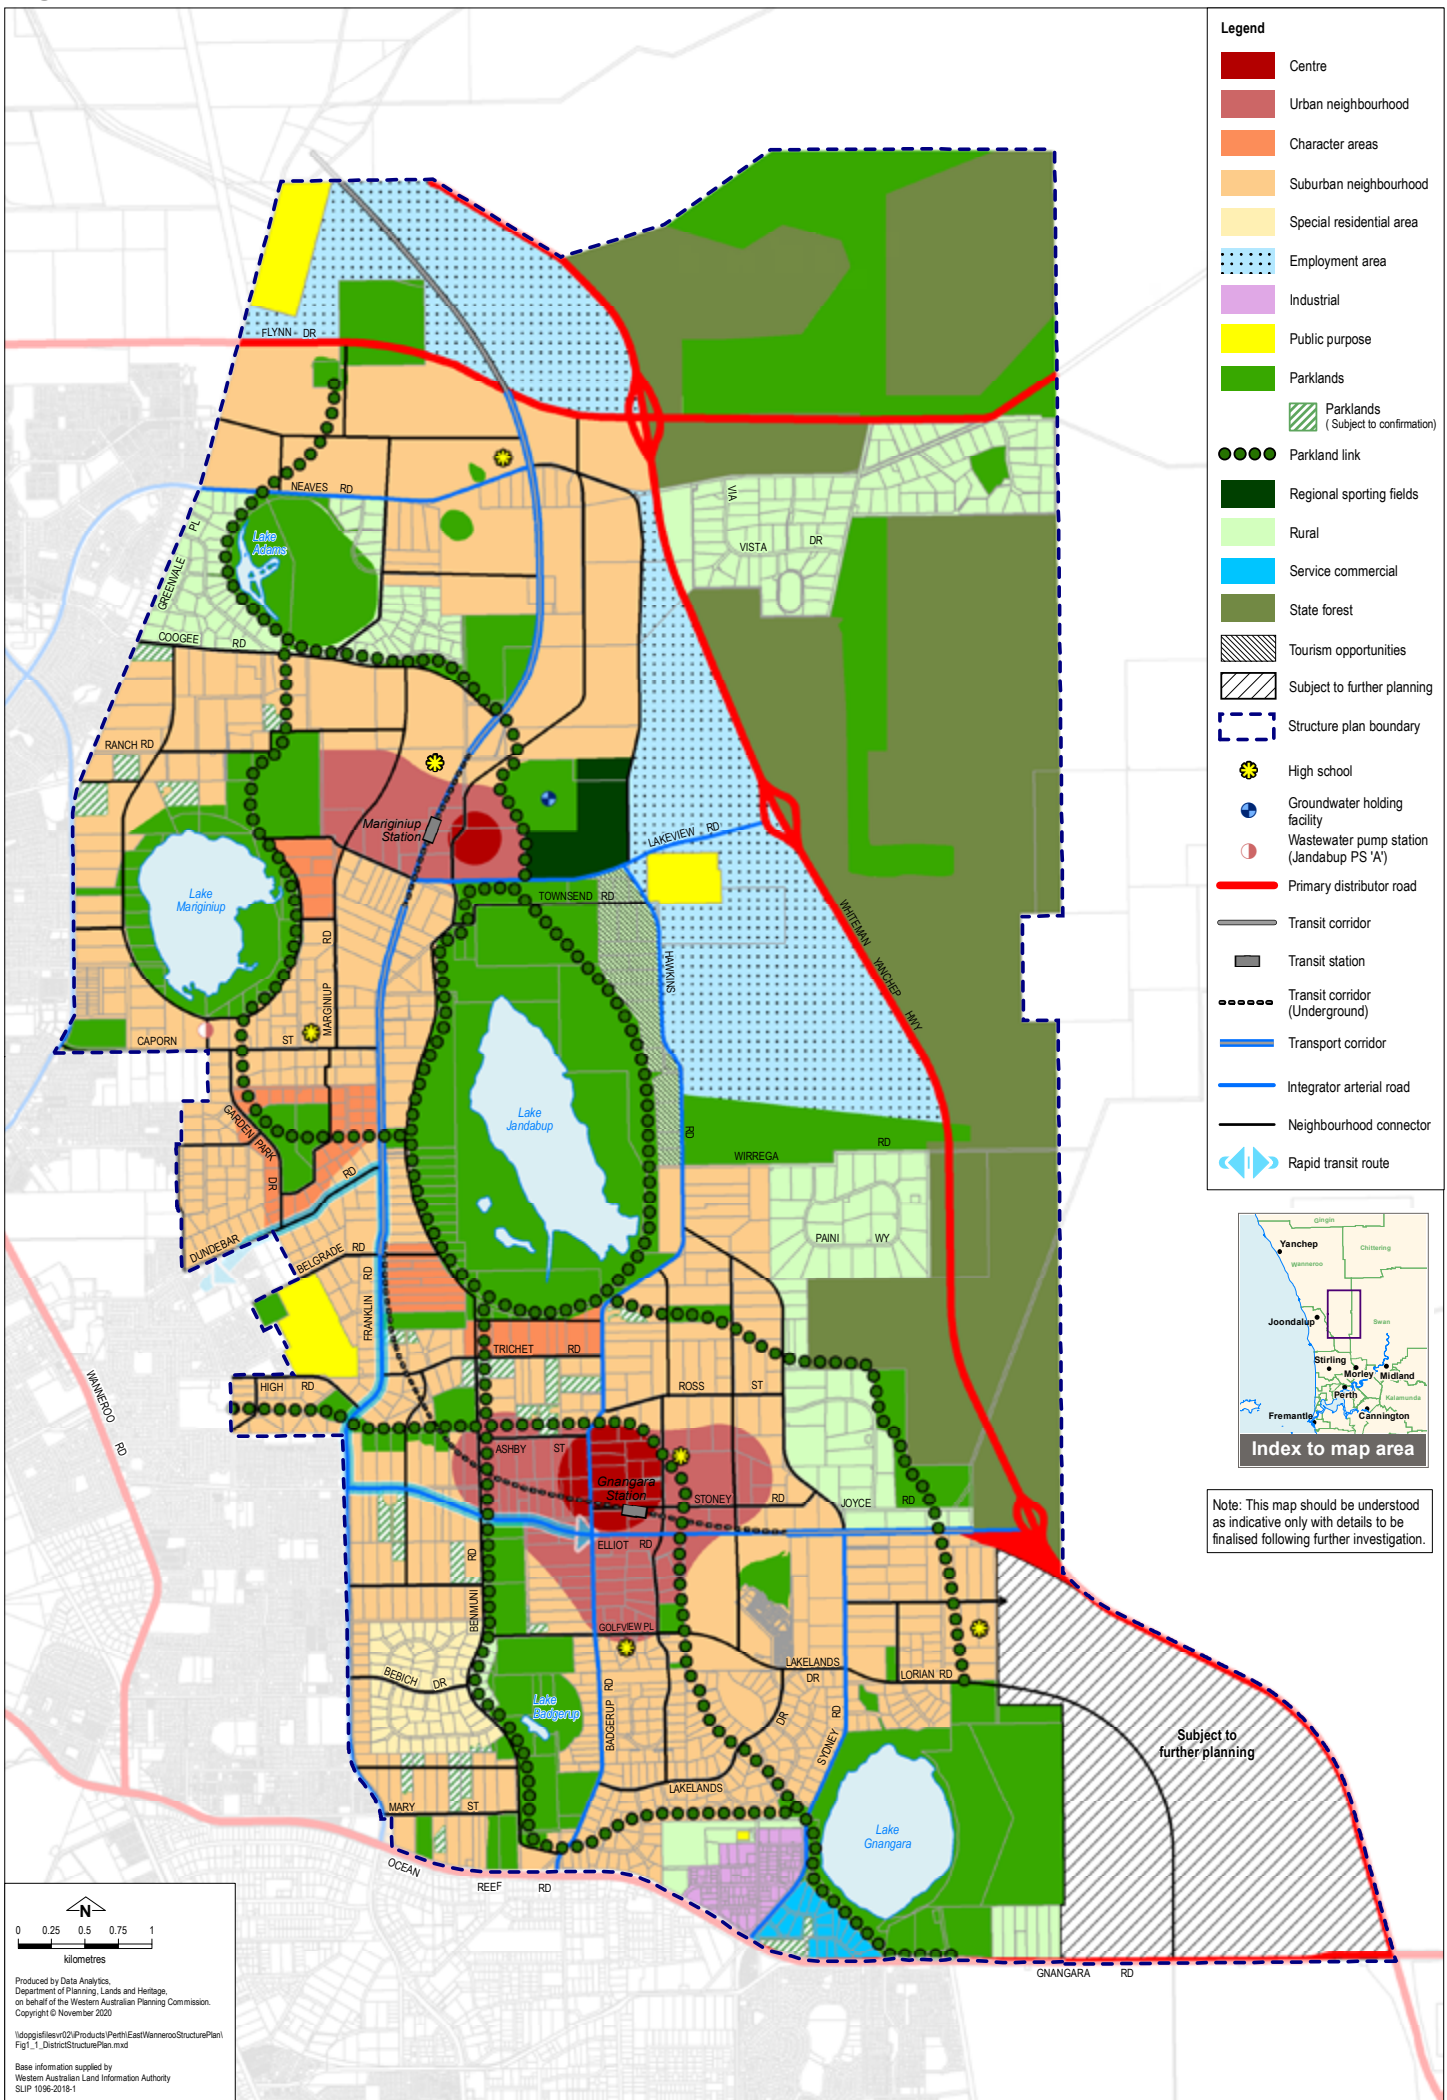 Legend
Centre
Urban neighbourhood
Character areas
Suburban neighbourhood
Special residential area
Employment area
Industrial
Public purpose
Parklands
Parklands
( Subject to confirmation)
Parkland link
Regional sporting fields
Rural
Service commercial
State forest
Tourism opportunities
Subject to further planning
Structure plan boundary
High school
Groundwater holding
facility
Wastewater pump station
(Jandabup PS 'A')
Primary distributor road
Transit corridor
Transit station
Transit corridor
(Underground)
Transport corridor
Integrator arterial road
Neighbourhood connector
Rapid transit route
FLYNN DR
NEAVES RD
Lake
Adams
GREENVALE PL
COOGEE RD
VIA
VISTA DR
RANCH RD
Mariginiup
Station
LAKEVIEW RD
Lake
Mariginiup
TOWNSEND RD
WHITEMAN YANCHEP HWY
HAWKINS RD
MARGINIUP RD
CAPORN ST
Lake
Jandabup
GARDEN PARK DR
WIRREGA RD
PAINI WY
DUNDEBAR RD
BELGRADE RD
FRANKLIN RD
TRICHET RD
HIGH RD
ROSS ST
WANNEROO RD
ASHBY ST
Gnangara
Station
STONEY RD
JOYCE RD
ELLIOT RD
BENMUNI RD
GOLFVIEW PL
LAKELANDS DR
LORIAN RD
BEBICH DR
Lake
Badgerup
BADGERUP RD
SYDNEY RD
LAKELANDS DR
MARY ST
Subject to
further planning
Lake
Gnangara
OCEAN REEF RD
GNANGARA RD
Gingin
Yanchep
Chittering
Wanneroo
Joondalup
Swan
Stirling
Morley
Midland
Perth
Kalamunda
Fremantle
Cannington
Index to map area
Note: This map should be understood
as indicative only with details to be
finalised following further investigation.
N
0 0.25 0.5 0.75 1
kilometres
Produced by Data Analytics,
Department of Planning, Lands and Heritage,
on behalf of the Western Australian Planning Commission.
Copyright © November 2020
\\dopgisfilesvr02\iProducts\Perth\EastWannerooStructurePlan\
Fig1_1_DistrictStructurePlan.mxd
Base information supplied by
Western Australian Land Information Authority
SLIP 1096-2018-1